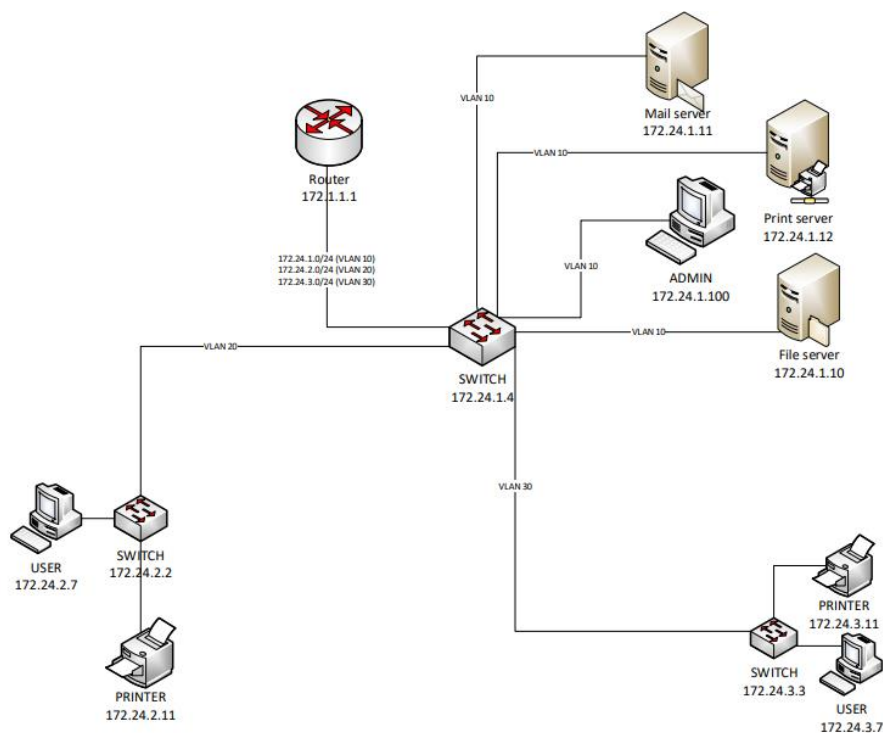 VLAN 10
Mail server
172.24.1.11
Router
172.1.1.1
VLAN 10
Print server
172.24.1.12
172.24.1.0/24 (VLAN 10)
172.24.2.0/24 (VLAN 20)
172.24.3.0/24 (VLAN 30)
VLAN 10
ADMIN
172.24.1.100
VLAN 10
File server
172.24.1.10
VLAN 20
SWITCH
172.24.1.4
VLAN 30
USER
172.24.2.7
SWITCH
172.24.2.2
PRINTER
172.24.2.11
PRINTER
172.24.3.11
SWITCH
172.24.3.3
USER
172.24.3.7